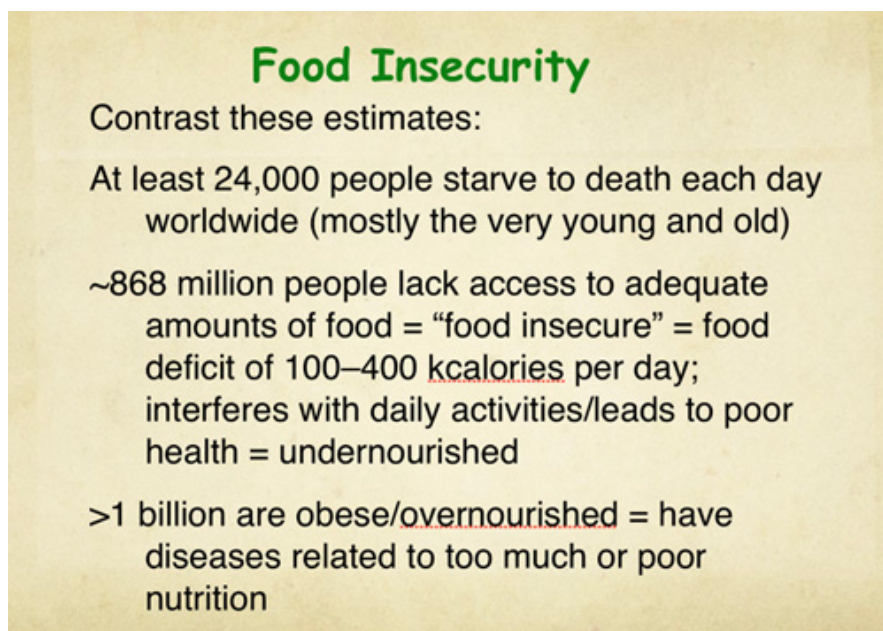 Food Insecurity
Contrast these estimates:
At least 24,000 people starve to death each day
worldwide (mostly the very young and old)
~868 million people lack access to adequate
amounts of food = “food insecure” = food
deficit of 100–400 kcalories per day;
interferes with daily activities/leads to poor
health = undernourished
>1 billion are obese/overnourished = have
diseases related to too much or poor
nutrition